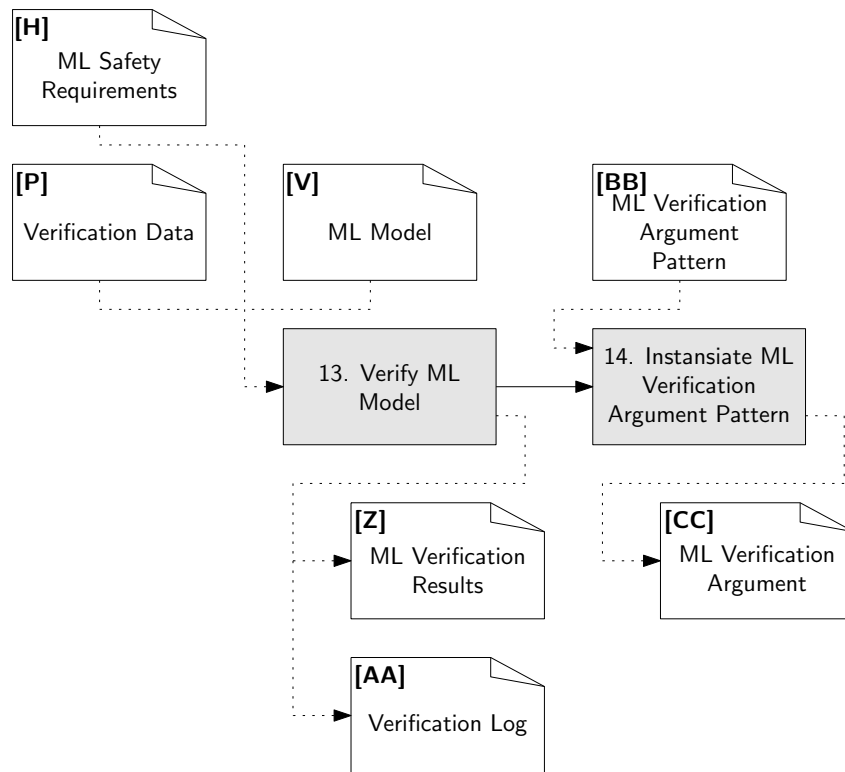 [H]
ML Safety
Requirements
[P]
Verification Data
[V]
ML Model
[BB]
ML Verification
Argument
Pattern
13. Verify ML
Model
14. Instansiate ML
Verification
Argument Pattern
[Z]
ML Verification
Results
[CC]
ML Verification
Argument
[AA]
Verification Log